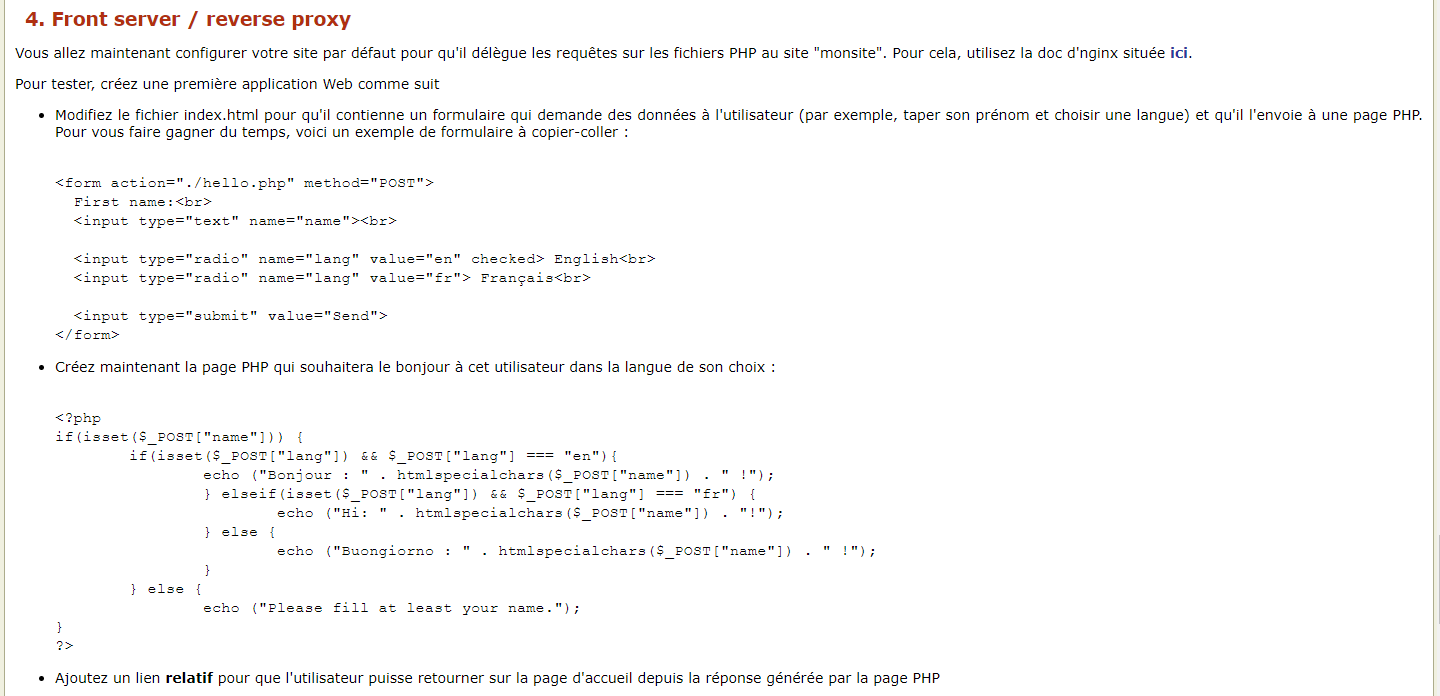 4. Front server / reverse proxy
Vous allez maintenant configurer votre site par défaut pour qu'il délègue les requêtes sur les fichiers PHP au site "monsite". Pour cela, utilisez la doc d'nginx située ici.
Pour tester, créez une première application Web comme suit
• Modifiez le fichier index.html pour qu'il contienne un formulaire qui demande des données à l'utilisateur (par exemple, taper son prénom et choisir une langue) et qu'il l'envoie à une page PHP.
Pour vous faire gagner du temps, voici un exemple de formulaire à copier-coller :
<form action="./hello.php" method="POST">
First name:<br>
<input type="text" name="name"><br>
<input type="radio" name="lang" value="en" checked> English<br>
<input type="radio" name="lang" value="fr"> Français<br>
<input type="submit" value="Send">
</form>
• Créez maintenant la page PHP qui souhaitera le bonjour à cet utilisateur dans la langue de son choix :
<?php
if(isset($_POST["name"])) {
if(isset($_POST["lang"]) && $_POST["lang"] === "en"){
echo ("Bonjour : " . htmlspecialchars($_POST["name"]) . " !");
} elseif(isset($_POST["lang"]) && $_POST["lang"] === "fr") {
echo ("Hi: " . htmlspecialchars($_POST["name"]) . "!");
} else {
echo ("Buongiorno : " . htmlspecialchars($_POST["name"]) . " !");
}
} else {
echo ("Please fill at least your name.");
}
?>
• Ajoutez un lien relatif pour que l'utilisateur puisse retourner sur la page d'accueil depuis la réponse générée par la page PHP